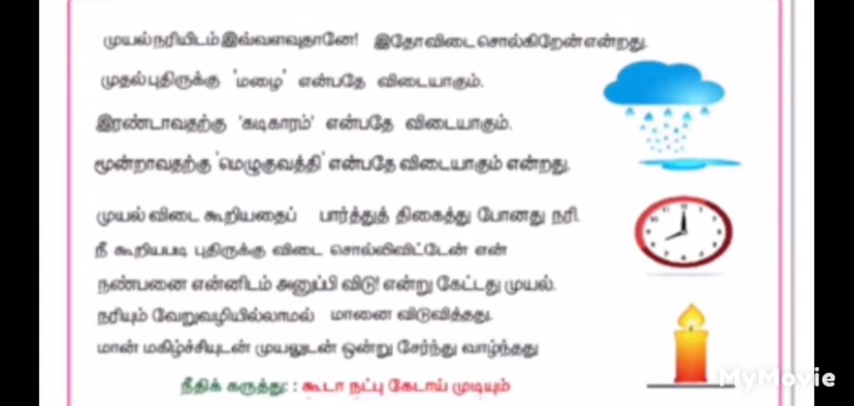 முயல் நரியிடம் இவ்வளவுதானே! இதோ விடை சொல்கிறேன் என்றது.
முதல் புதிருக்கு 'மழை' என்பதே விடையாகும்.
இரண்டாவதற்கு 'கடிகாரம்' என்பதே விடையாகும்.
மூன்றாவதற்கு 'மெழுகுவத்தி' என்பதே விடையாகும் என்றது.
முயல் விடை கூறியதைப் பார்த்துத் திகைத்து போனது நரி.
நீ கூறியபடி புதிருக்கு விடை சொல்லிவிட்டேன் என்
நண்பனை என்னிடம் அனுப்பி விடு! என்று கேட்டது முயல்.
நரியும் வேறுவழியில்லாமல் மானை விடுவித்தது.
மான் மகிழ்ச்சியுடன் முயலுடன் ஒன்று சேர்ந்து வாழ்ந்தது
நீதிக் கருத்து: : கூடா நட்பு கேடாய் முடியும்
MyMovie